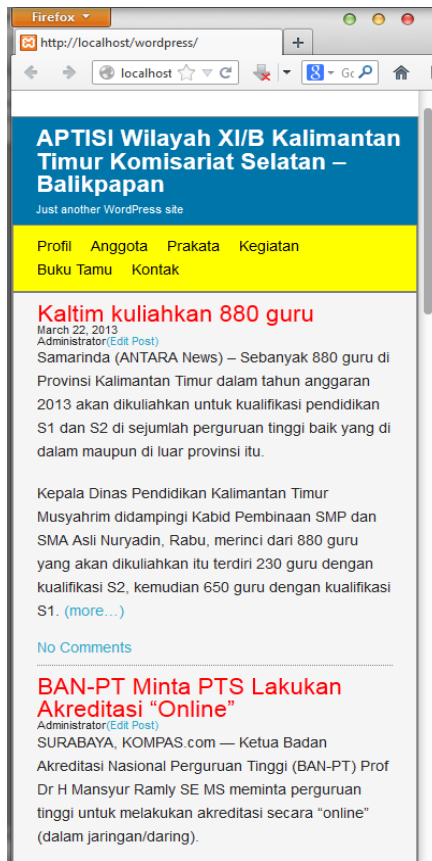 Firefox
http://localhost/wordpress/
localhost
APTISI Wilayah XI/B Kalimantan
Timur Komisariat Selatan –
Balikpapan
Just another WordPress site
Profil Anggota Prakata Kegiatan
Buku Tamu Kontak
Kaltim kuliahkan 880 guru
March 22, 2013
Administrator(Edit Post)
Samarinda (ANTARA News) – Sebanyak 880 guru di
Provinsi Kalimantan Timur dalam tahun anggaran
2013 akan dikuliahkan untuk kualifikasi pendidikan
S1 dan S2 di sejumlah perguruan tinggi baik yang di
dalam maupun di luar provinsi itu.
Kepala Dinas Pendidikan Kalimantan Timur
Musyahrim didampingi Kabid Pembinaan SMP dan
SMA Asli Nuryadin, Rabu, merinci dari 880 guru
yang akan dikuliahkan itu terdiri 230 guru dengan
kualifikasi S2, kemudian 650 guru dengan kualifikasi
S1. (more…)
No Comments
BAN-PT Minta PTS Lakukan
Akreditasi “Online”
Administrator(Edit Post)
SURABAYA, KOMPAS.com — Ketua Badan
Akreditasi Nasional Perguruan Tinggi (BAN-PT) Prof
Dr H Mansyur Ramly SE MS meminta perguruan
tinggi untuk melakukan akreditasi secara “online”
(dalam jaringan/daring).